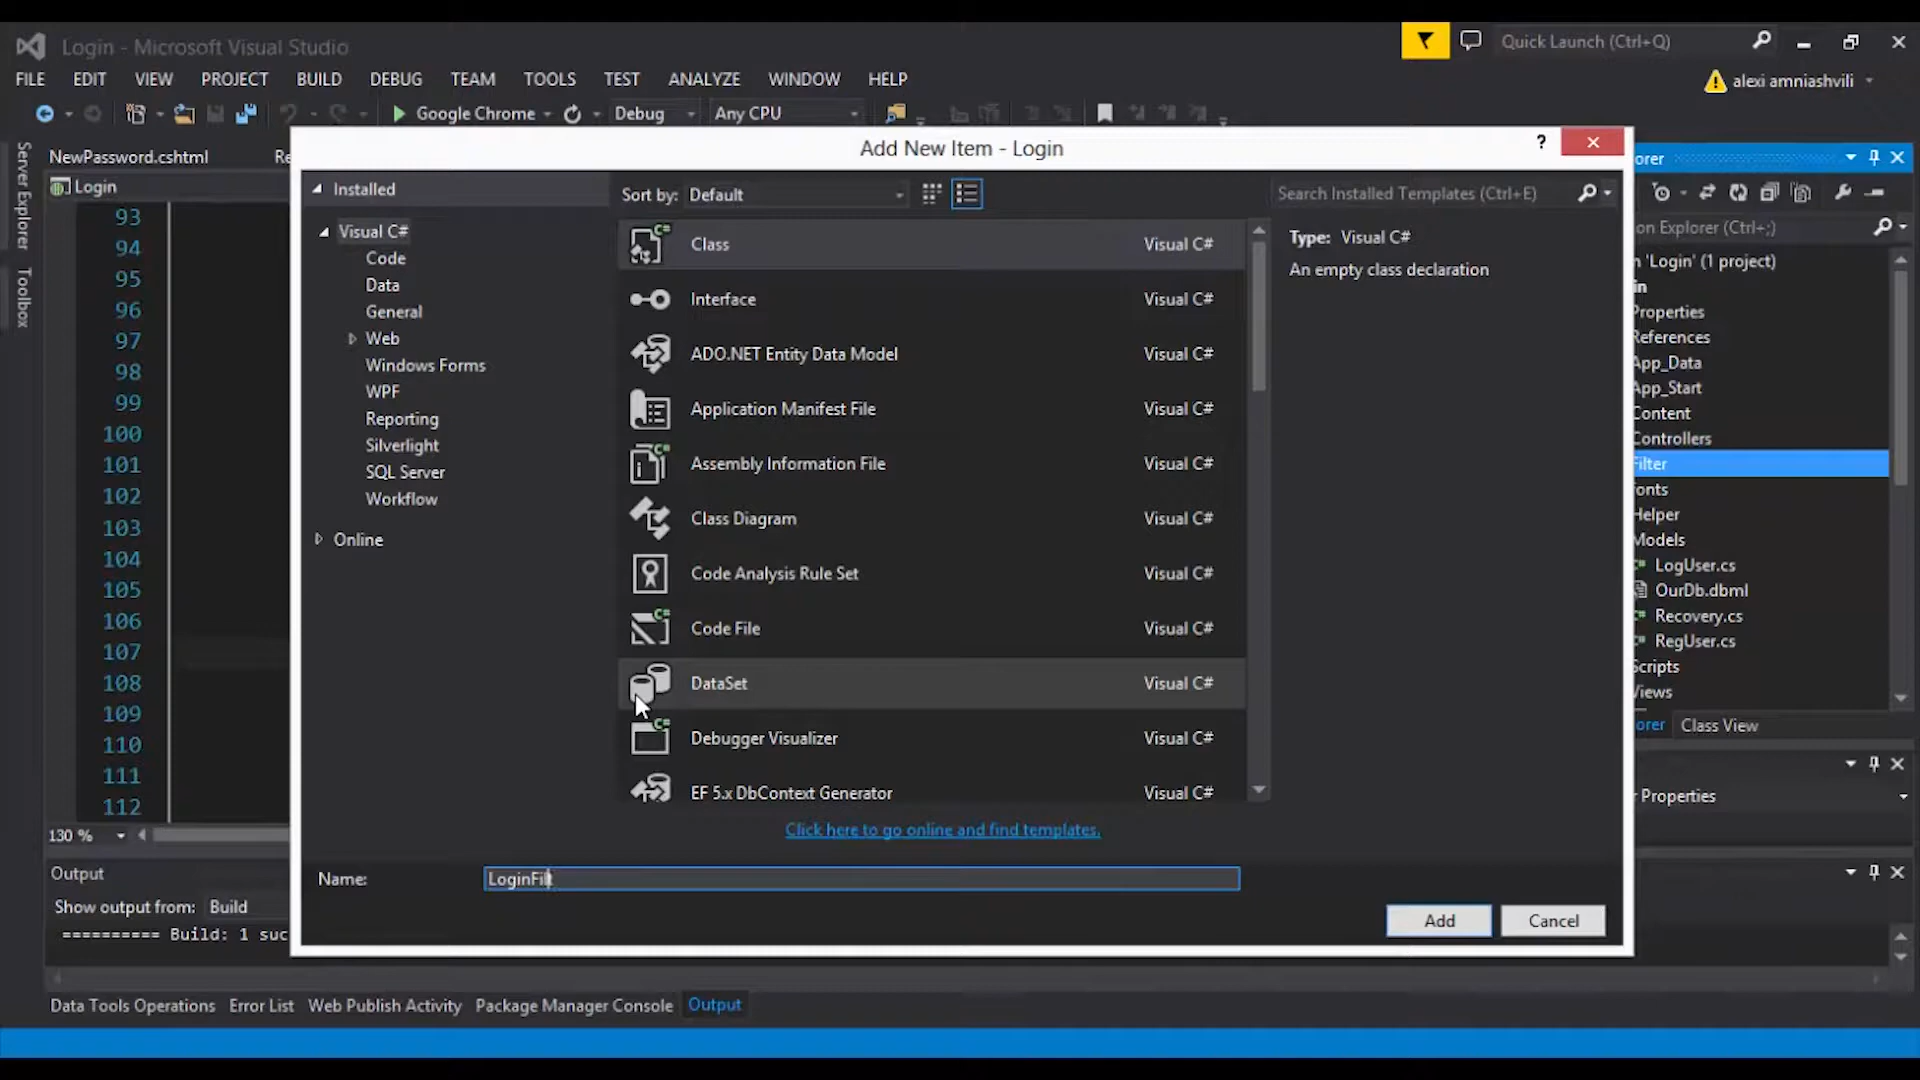 Login - Microsoft Visual Studio
Quick Launch (Ctrl+Q)
FILE EDIT VIEW PROJECT BUILD DEBUG TEAM TOOLS TEST ANALYZE WINDOW HELP
alexi amniashvili
Google Chrome Debug Any CPU
Add New Item - Login
?
Server Explorer
Toolbox
NewPassword.cshtml Re
Login
93
94
95
96
97
98
99
100
101
102
103
104
105
106
107
108
109
110
111
112
130 %
Installed
Visual C#
Code
Data
General
Web
Windows Forms
WPF
Reporting
Silverlight
SQL Server
Workflow
Online
Sort by: Default
Search Installed Templates (Ctrl+E)
Class Visual C#
Interface Visual C#
ADO.NET Entity Data Model Visual C#
Application Manifest File Visual C#
Assembly Information File Visual C#
Class Diagram Visual C#
Code Analysis Rule Set Visual C#
Code File Visual C#
DataSet Visual C#
Debugger Visualizer Visual C#
EF 5.x DbContext Generator Visual C#
Type: Visual C#
An empty class declaration
Click here to go online and find templates.
Name: LoginFilt
Add Cancel
orer
on Explorer (Ctrl+;)
n 'Login' (1 project)
in
Properties
References
App_Data
App_Start
Content
Controllers
Filter
fonts
Helper
Models
LogUser.cs
OurDb.dbml
Recovery.cs
RegUser.cs
Scripts
Views
orer Class View
r Properties
Output
Show output from: Build
========== Build: 1 suc
Data Tools Operations Error List Web Publish Activity Package Manager Console Output